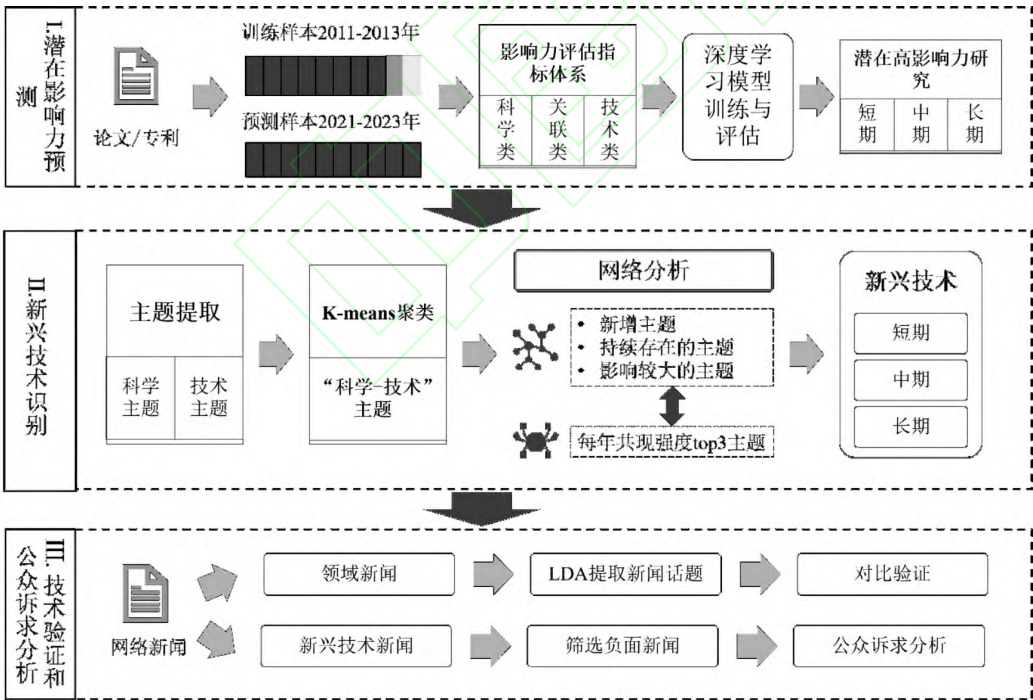 I.潜在影响力预测
论文/专利
训练样本2011-2013年
预测样本2021-2023年
影响力评估指
标体系
科学类
关联类
技术类
深度学
习模型
训练与
评估
潜在高影响力研
究
短期
中期
长期
II.新兴技术识别
主题提取
科学
主题
技术
主题
K-means聚类
“科学-技术”
主题
网络分析
• 新增主题
• 持续存在的主题
• 影响较大的主题
每年共现强度top3主题
新兴技术
短期
中期
长期
III.技术验证和
公众诉求分析
网络新闻
领域新闻
LDA提取新闻话题
对比验证
新兴技术新闻
筛选负面新闻
公众诉求分析